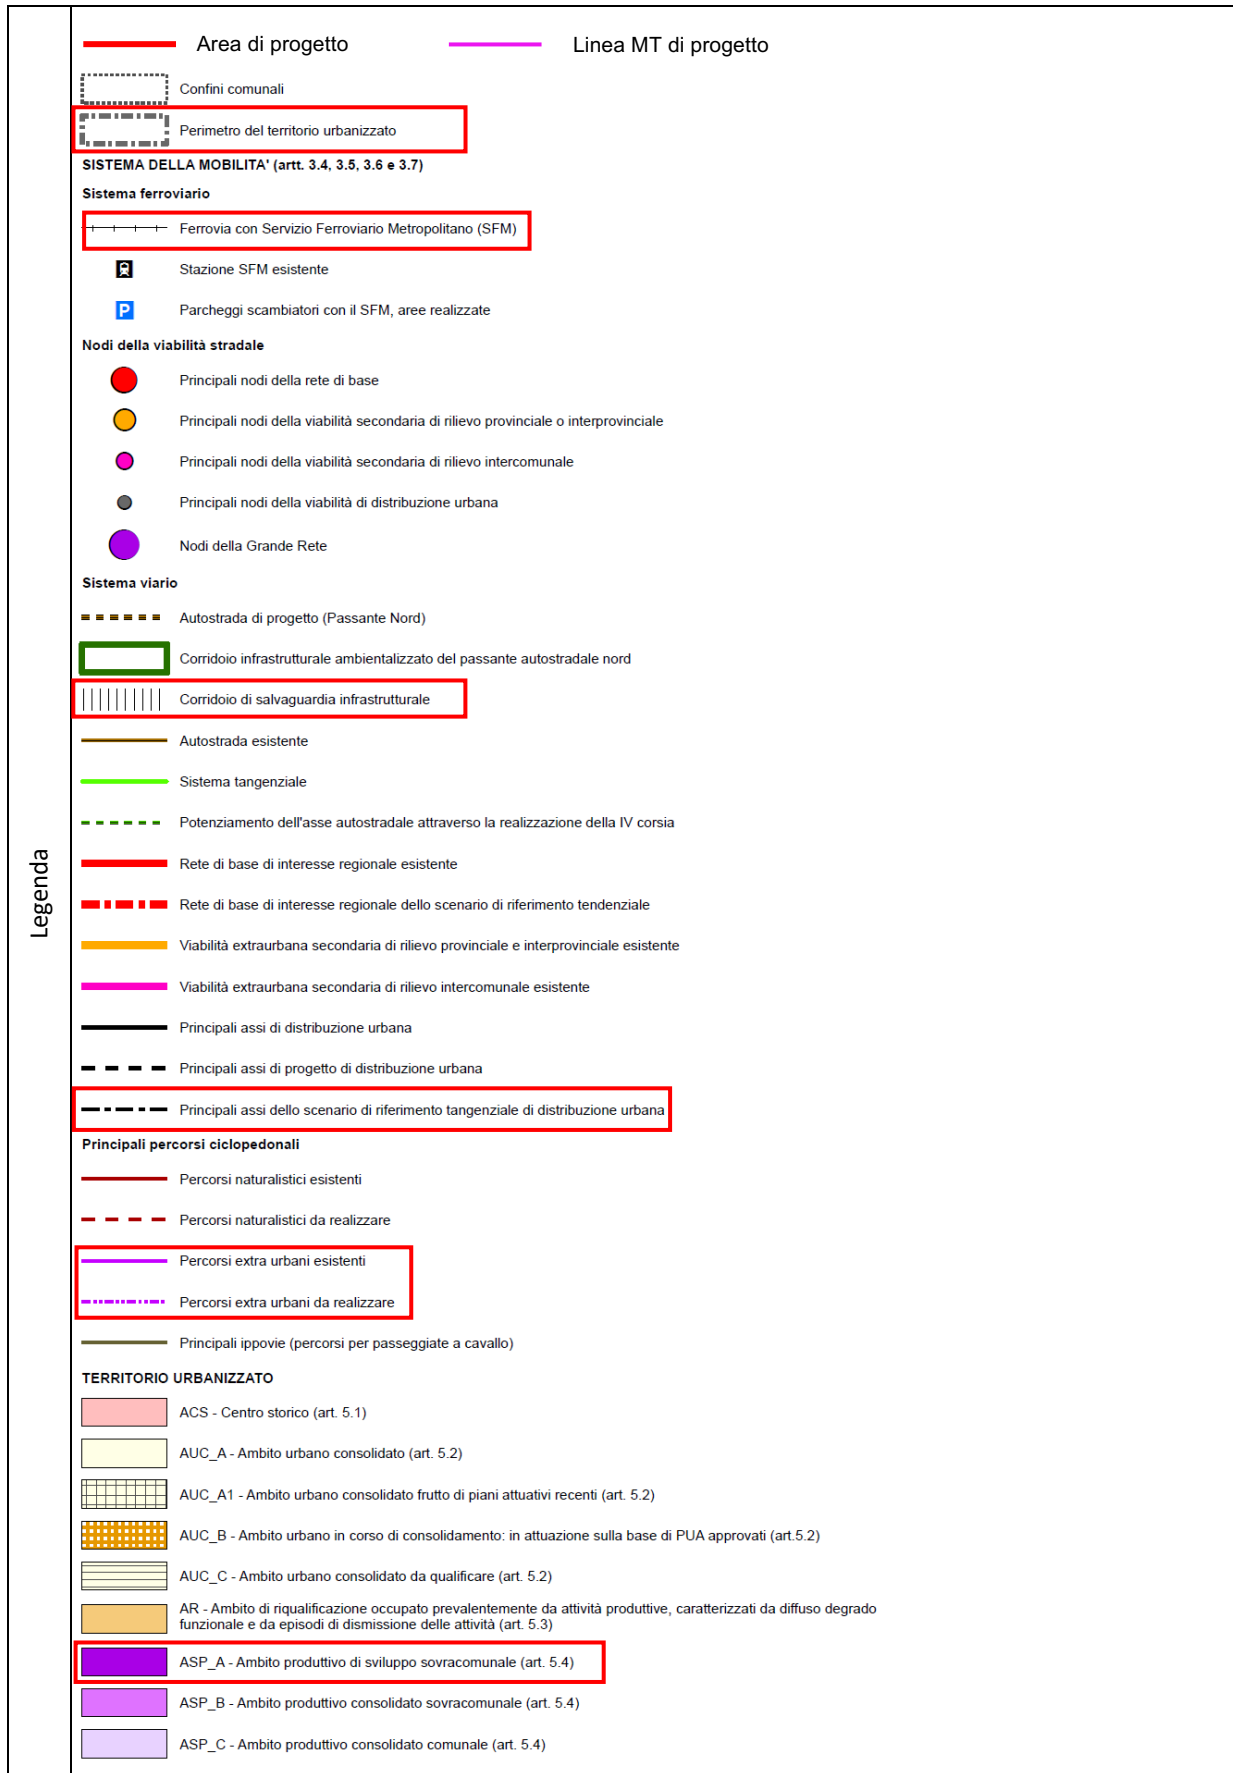 Area di progetto Linea MT di progetto
Confini comunali
Perimetro del territorio urbanizzato
SISTEMA DELLA MOBILITA' (artt. 3.4, 3.5, 3.6 e 3.7)
Sistema ferroviario
Ferrovia con Servizio Ferroviario Metropolitano (SFM)
Stazione SFM esistente
P Parcheggi scambiatori con il SFM, aree realizzate
Nodi della viabilità stradale
Principali nodi della rete di base
Principali nodi della viabilità secondaria di rilievo provinciale o interprovinciale
Principali nodi della viabilità secondaria di rilievo intercomunale
Principali nodi della viabilità di distribuzione urbana
Nodi della Grande Rete
Sistema viario
Autostrada di progetto (Passante Nord)
Corridoio infrastrutturale ambientalizzato del passante autostradale nord
Corridoio di salvaguardia infrastrutturale
Autostrada esistente
Sistema tangenziale
Potenziamento dell'asse autostradale attraverso la realizzazione della IV corsia
Legenda
Rete di base di interesse regionale esistente
Rete di base di interesse regionale dello scenario di riferimento tendenziale
Viabilità extraurbana secondaria di rilievo provinciale e interprovinciale esistente
Viabilità extraurbana secondaria di rilievo intercomunale esistente
Principali assi di distribuzione urbana
Principali assi di progetto di distribuzione urbana
Principali assi dello scenario di riferimento tangenziale di distribuzione urbana
Principali percorsi ciclopedonali
Percorsi naturalistici esistenti
Percorsi naturalistici da realizzare
Percorsi extra urbani esistenti
Percorsi extra urbani da realizzare
Principali ippovie (percorsi per passeggiate a cavallo)
TERRITORIO URBANIZZATO
ACS - Centro storico (art. 5.1)
AUC_A - Ambito urbano consolidato (art. 5.2)
AUC_A1 - Ambito urbano consolidato frutto di piani attuativi recenti (art. 5.2)
AUC_B - Ambito urbano in corso di consolidamento: in attuazione sulla base di PUA approvati (art.5.2)
AUC_C - Ambito urbano consolidato da qualificare (art. 5.2)
AR - Ambito di riqualificazione occupato prevalentemente da attività produttive, caratterizzati da diffuso degrado
funzionale e da episodi di dismissione delle attività (art. 5.3)
ASP_A - Ambito produttivo di sviluppo sovracomunale (art. 5.4)
ASP_B - Ambito produttivo consolidato sovracomunale (art. 5.4)
ASP_C - Ambito produttivo consolidato comunale (art. 5.4)